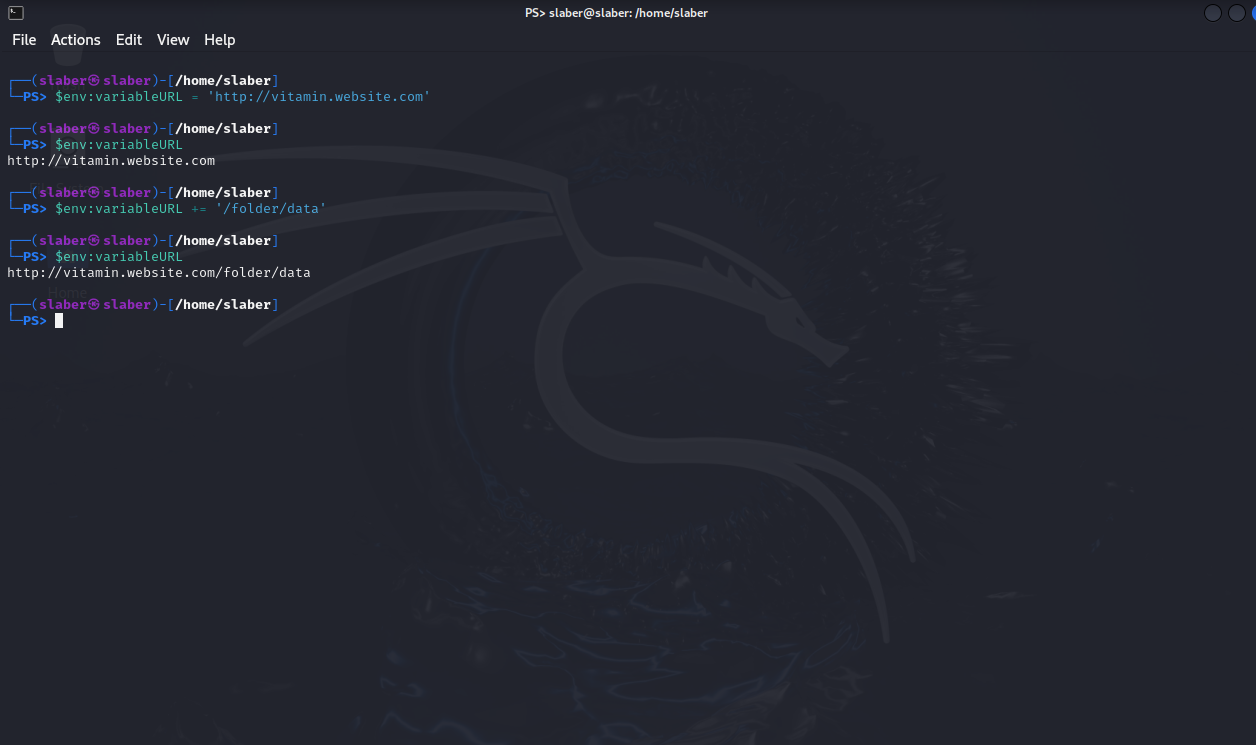 PS> slaber@slaber: /home/slaber
File Actions Edit View Help
┌──(slaber㉿slaber)-[/home/slaber]
└─PS> $env:variableURL = 'http://vitamin.website.com'
┌──(slaber㉿slaber)-[/home/slaber]
└─PS> $env:variableURL
http://vitamin.website.com
┌──(slaber㉿slaber)-[/home/slaber]
└─PS> $env:variableURL += '/folder/data'
┌──(slaber㉿slaber)-[/home/slaber]
└─PS> $env:variableURL
http://vitamin.website.com/folder/data
Home
┌──(slaber㉿slaber)-[/home/slaber]
└─PS>